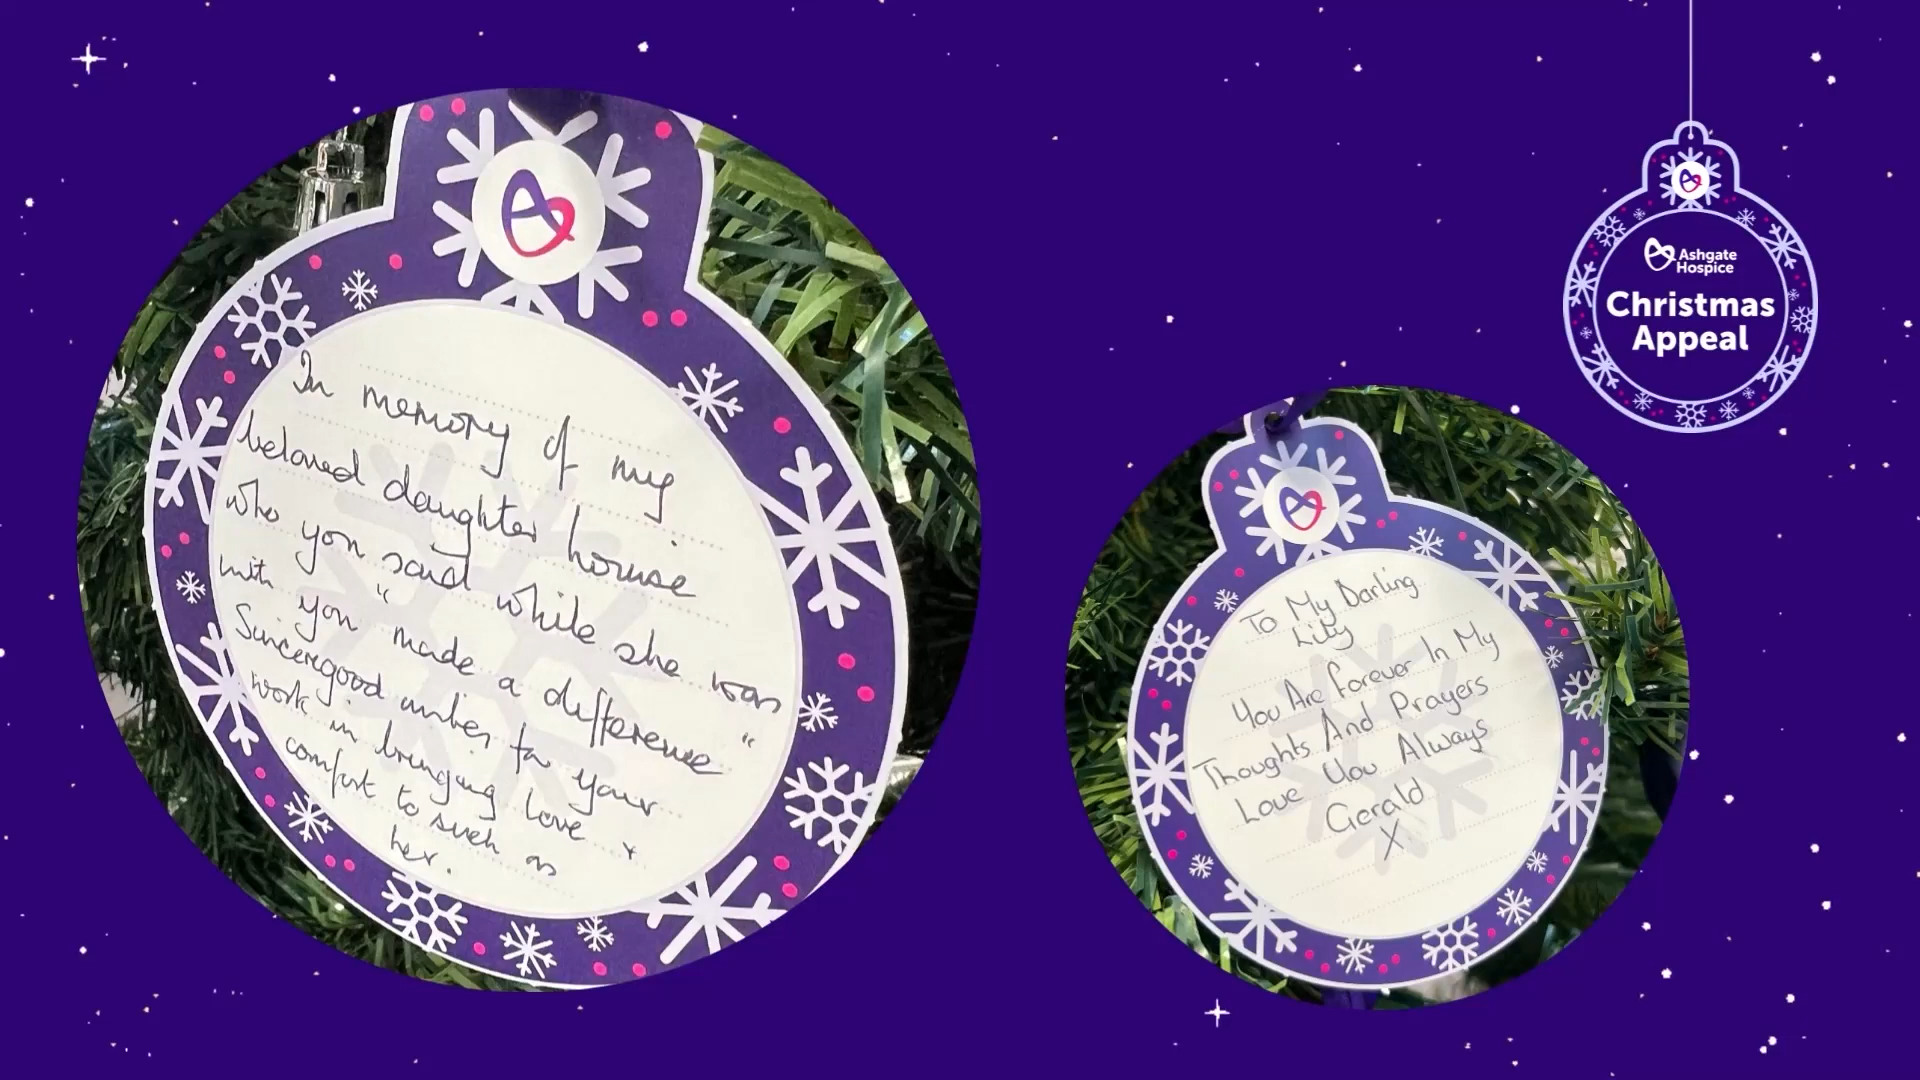 In memory of my
beloved daughter louise
who you said while she was
with you "made a difference"
Sincere good wishes for your
work in bringing love +
comfort to such as
her.
To My Darling
Lily
You Are Forever In My
Thoughts And Prayers
Love You Always
Gerald
X
Ashgate
Hospice
Christmas
Appeal